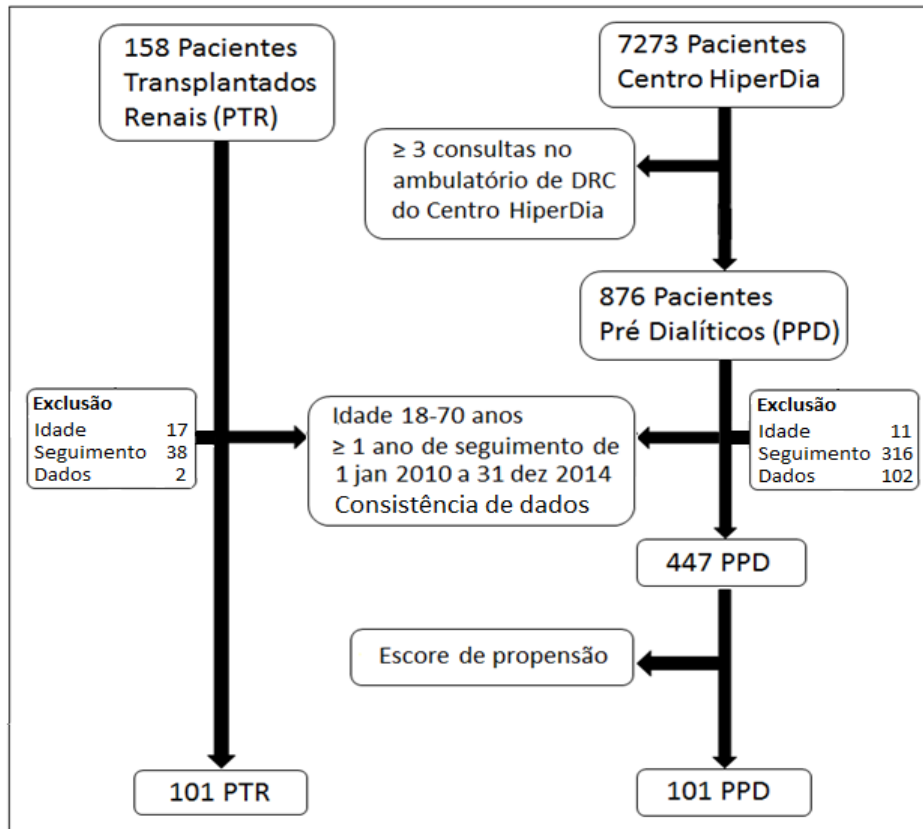 158 Pacientes
Transplantados
Renais (PTR)
7273 Pacientes
Centro HiperDia
≥ 3 consultas no
ambulatório de DRC
do Centro HiperDia
876 Pacientes
Pré Dialíticos (PPD)
Exclusão
Idade 17
Seguimento 38
Dados 2
Idade 18-70 anos
≥ 1 ano de seguimento de
1 jan 2010 a 31 dez 2014
Consistência de dados
Exclusão
Idade 11
Seguimento 316
Dados 102
447 PPD
Escore de propensão
101 PTR
101 PPD